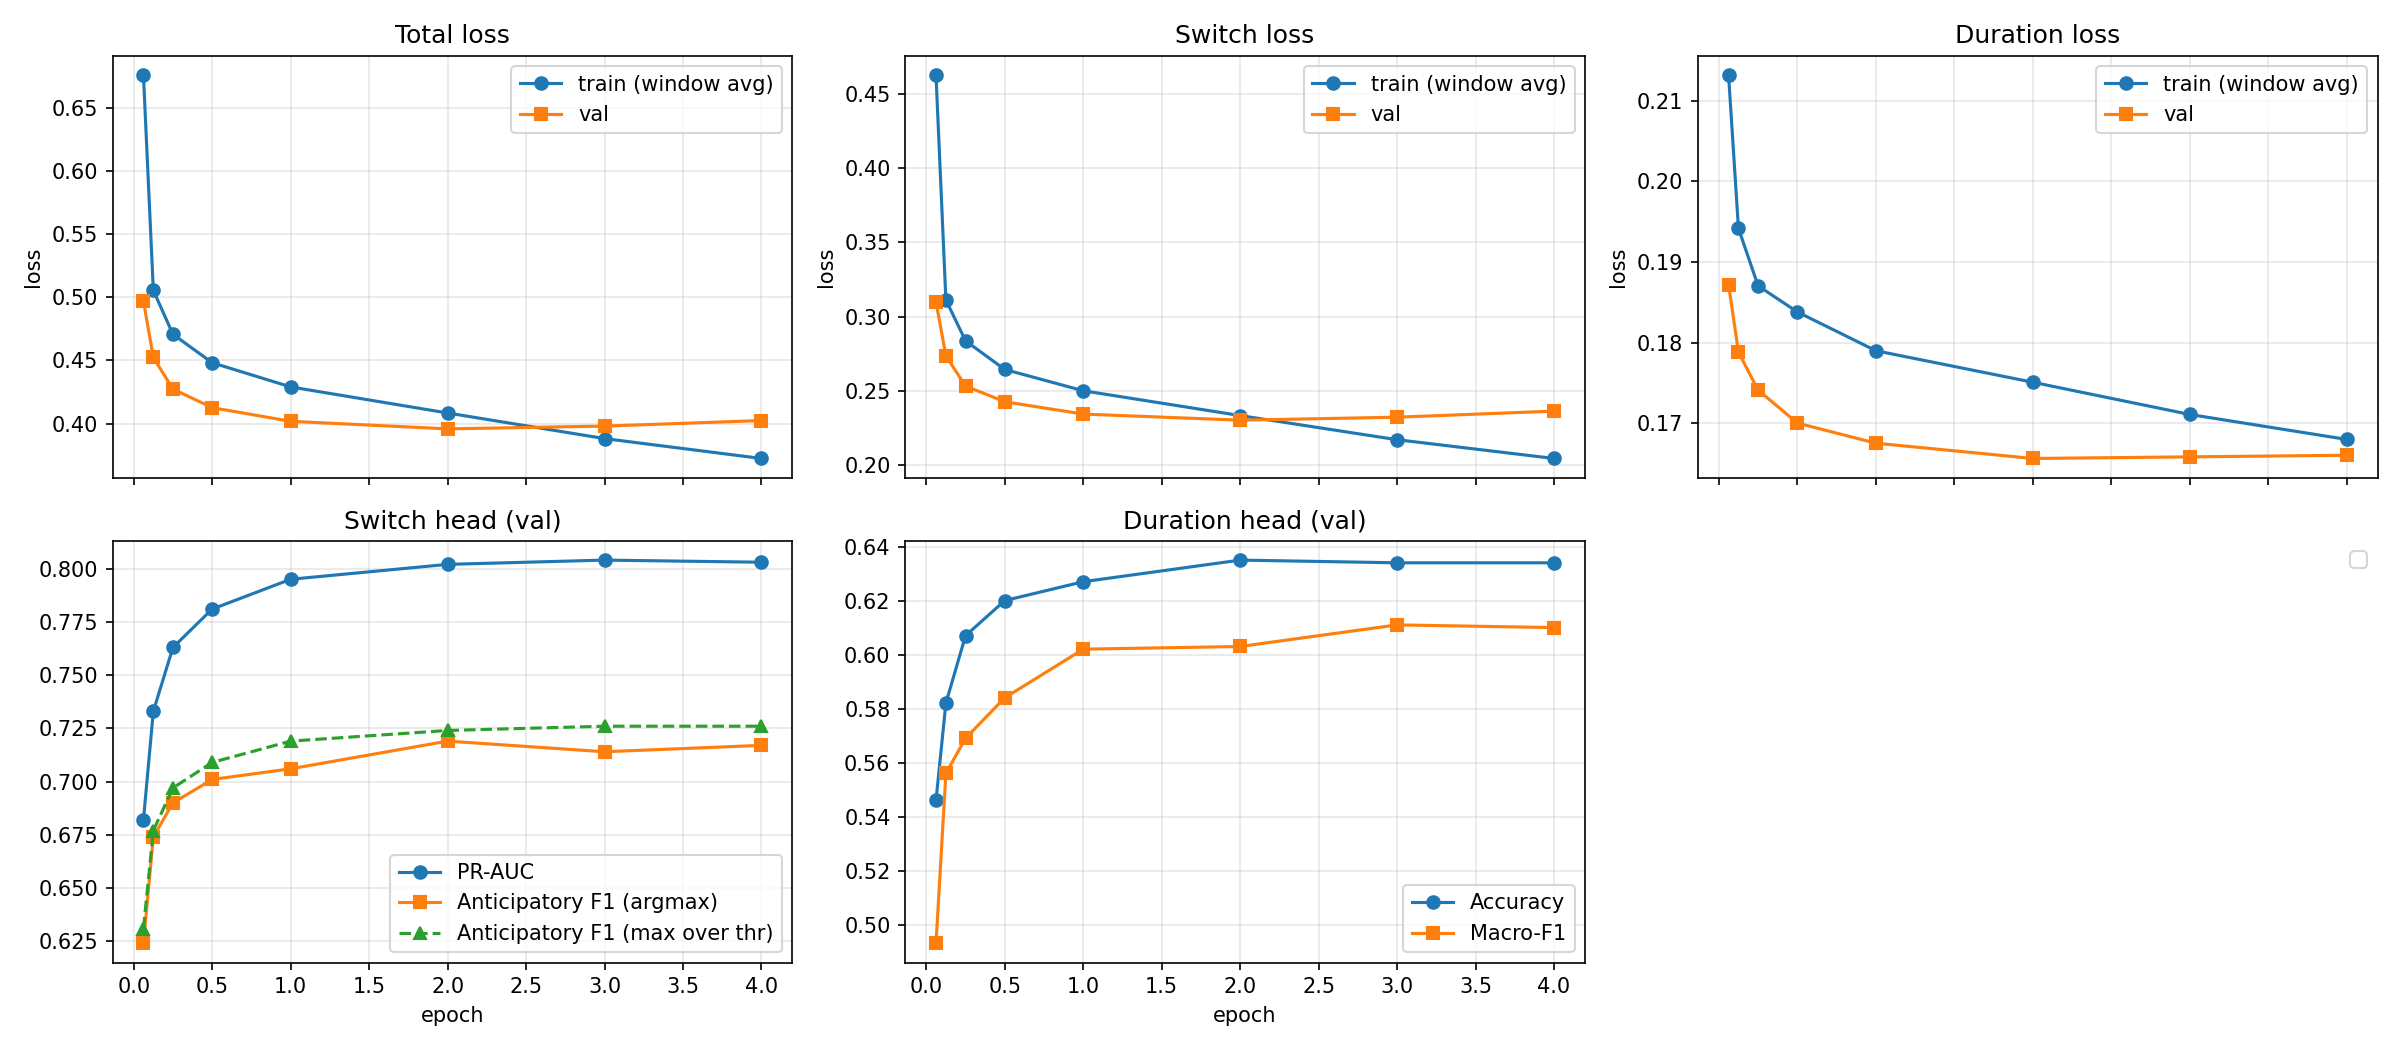 Total loss
loss
0.65
0.60
0.55
0.50
0.45
0.40
train (window avg)
val
Switch loss
loss
0.45
0.40
0.35
0.30
0.25
0.20
train (window avg)
val
Duration loss
loss
0.21
0.20
0.19
0.18
0.17
train (window avg)
val
Switch head (val)
0.800
0.775
0.750
0.725
0.700
0.675
0.650
0.625
PR-AUC
Anticipatory F1 (argmax)
Anticipatory F1 (max over thr)
0.0 0.5 1.0 1.5 2.0 2.5 3.0 3.5 4.0
epoch
Duration head (val)
0.64
0.62
0.60
0.58
0.56
0.54
0.52
0.50
Accuracy
Macro-F1
0.0 0.5 1.0 1.5 2.0 2.5 3.0 3.5 4.0
epoch